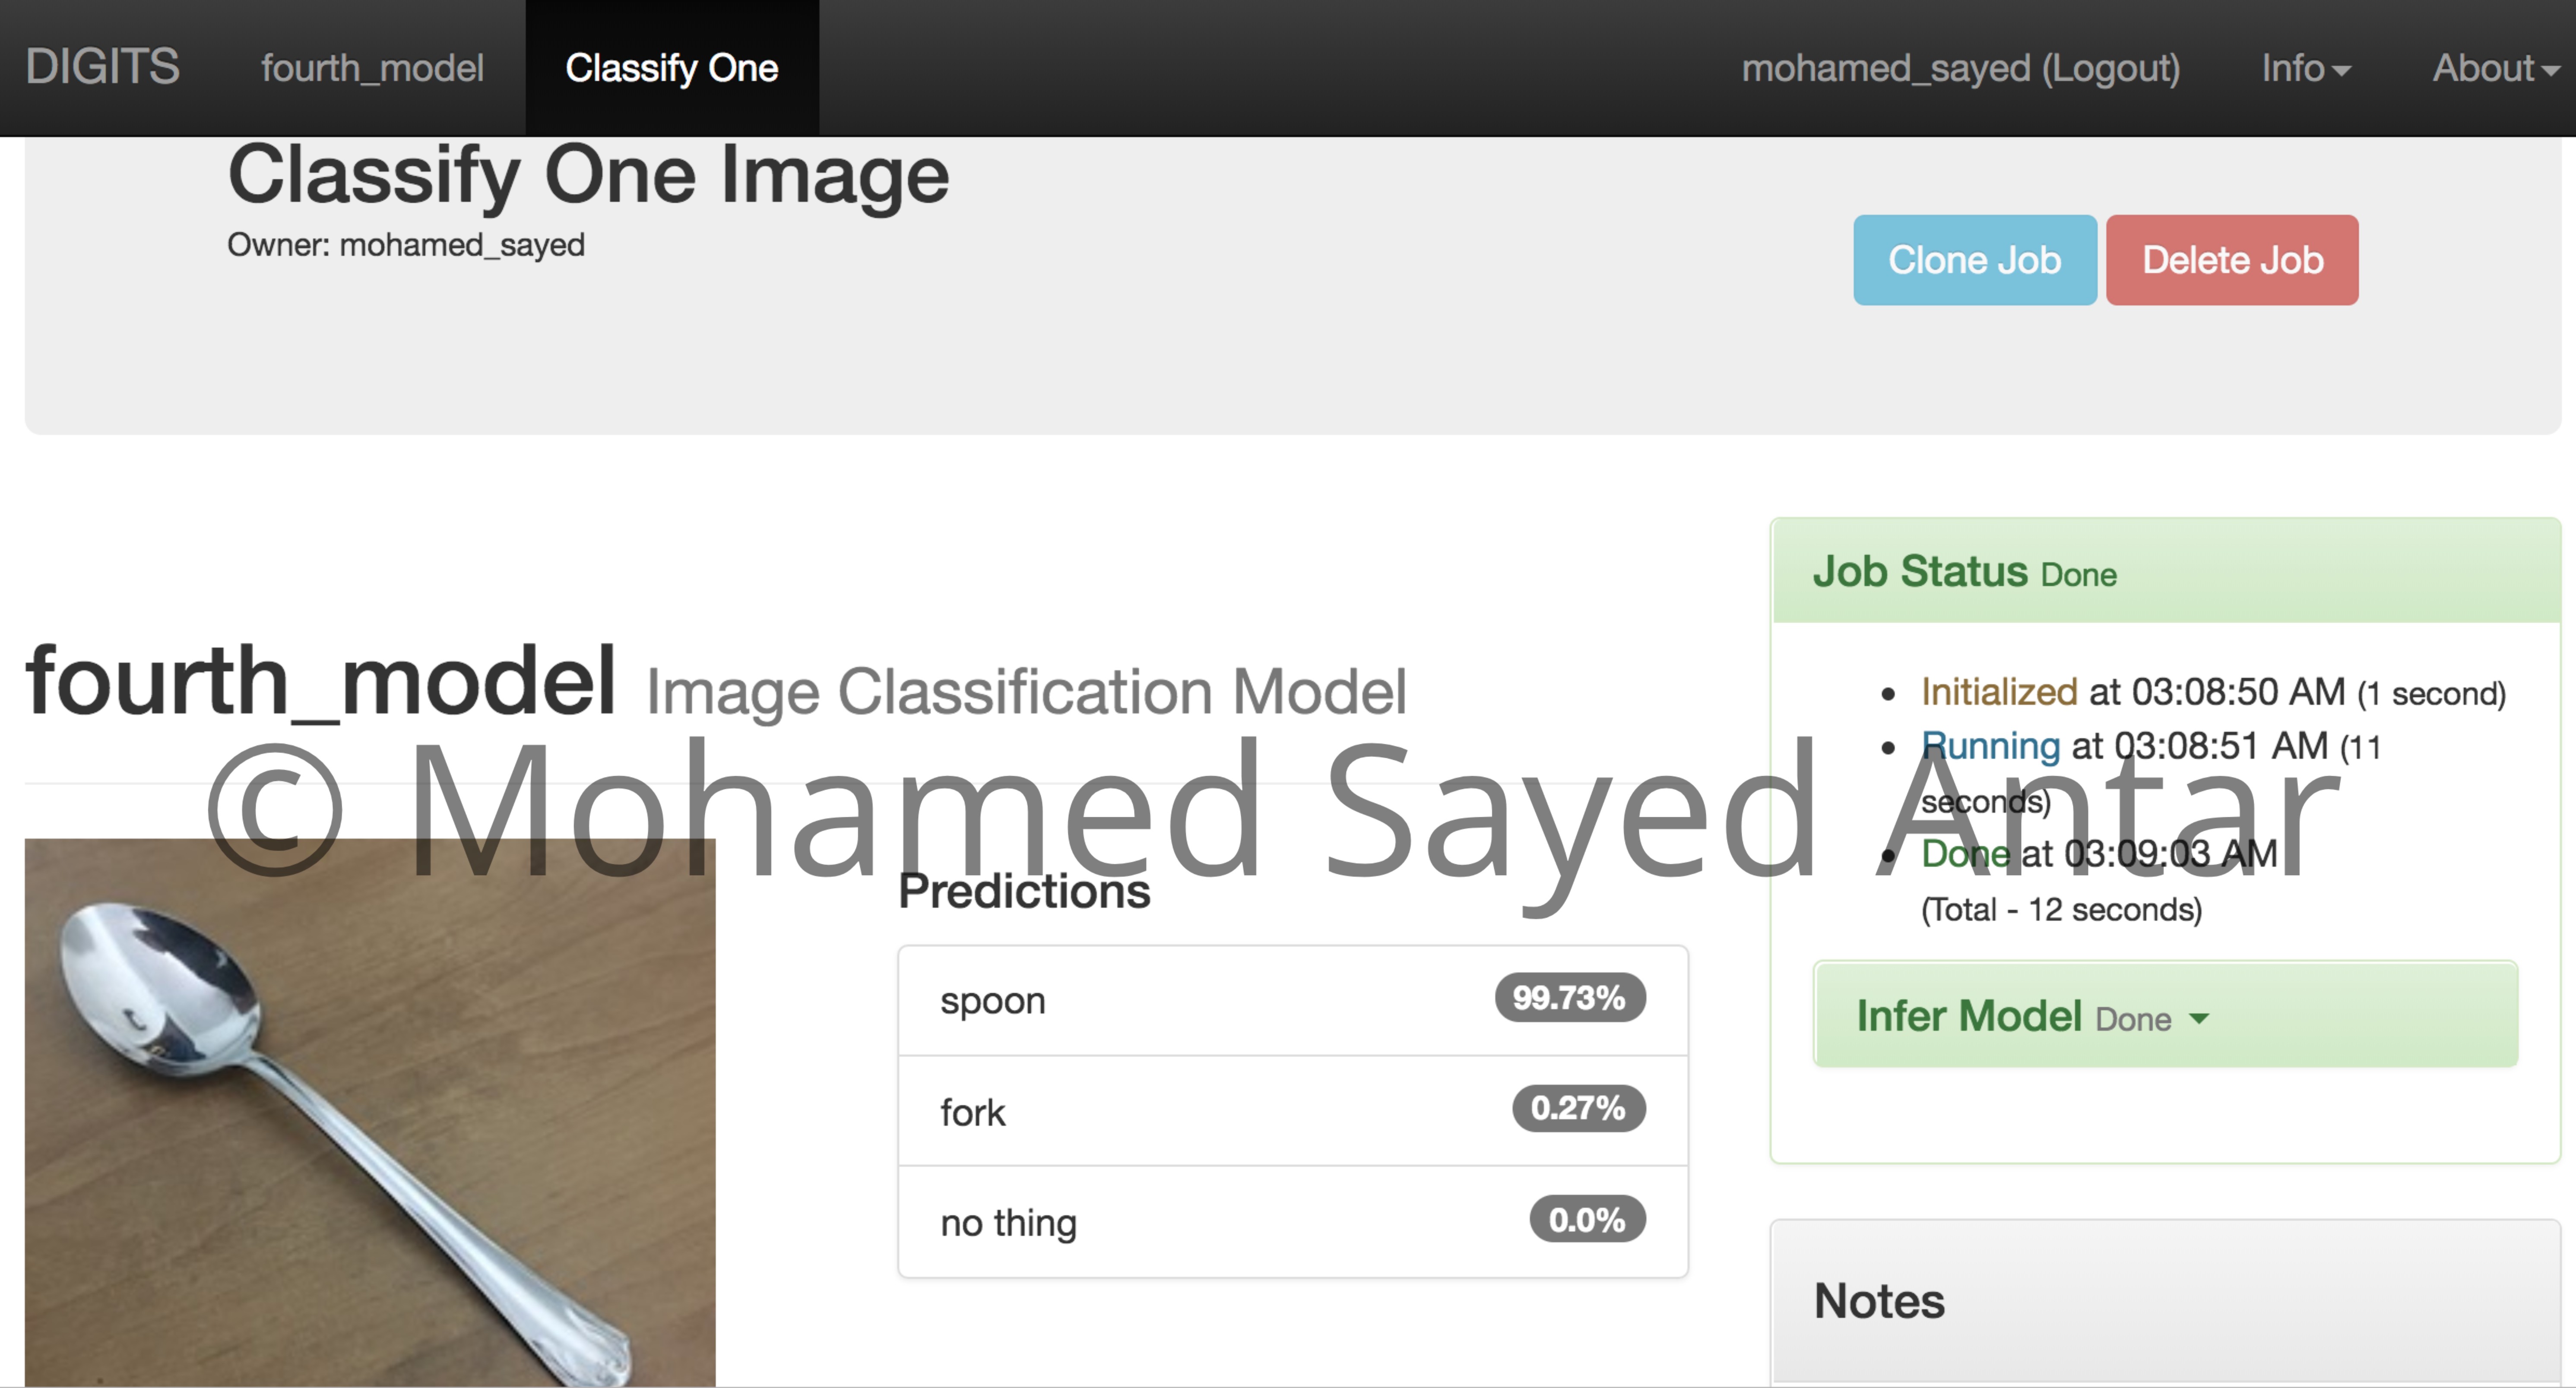 DIGITS fourth_model Classify One mohamed_sayed (Logout) Info About
Classify One Image
Owner: mohamed_sayed
Clone Job Delete Job
Job Status Done
Initialized at 03:08:50 AM (1 second)
Running at 03:08:51 AM (11
seconds)
Done at 03:09:03 AM
(Total - 12 seconds)
Infer Model Done
Notes
fourth_model Image Classification Model
© Mohamed Sayed Antar
Predictions
spoon 99.73%
fork 0.27%
no thing 0.0%